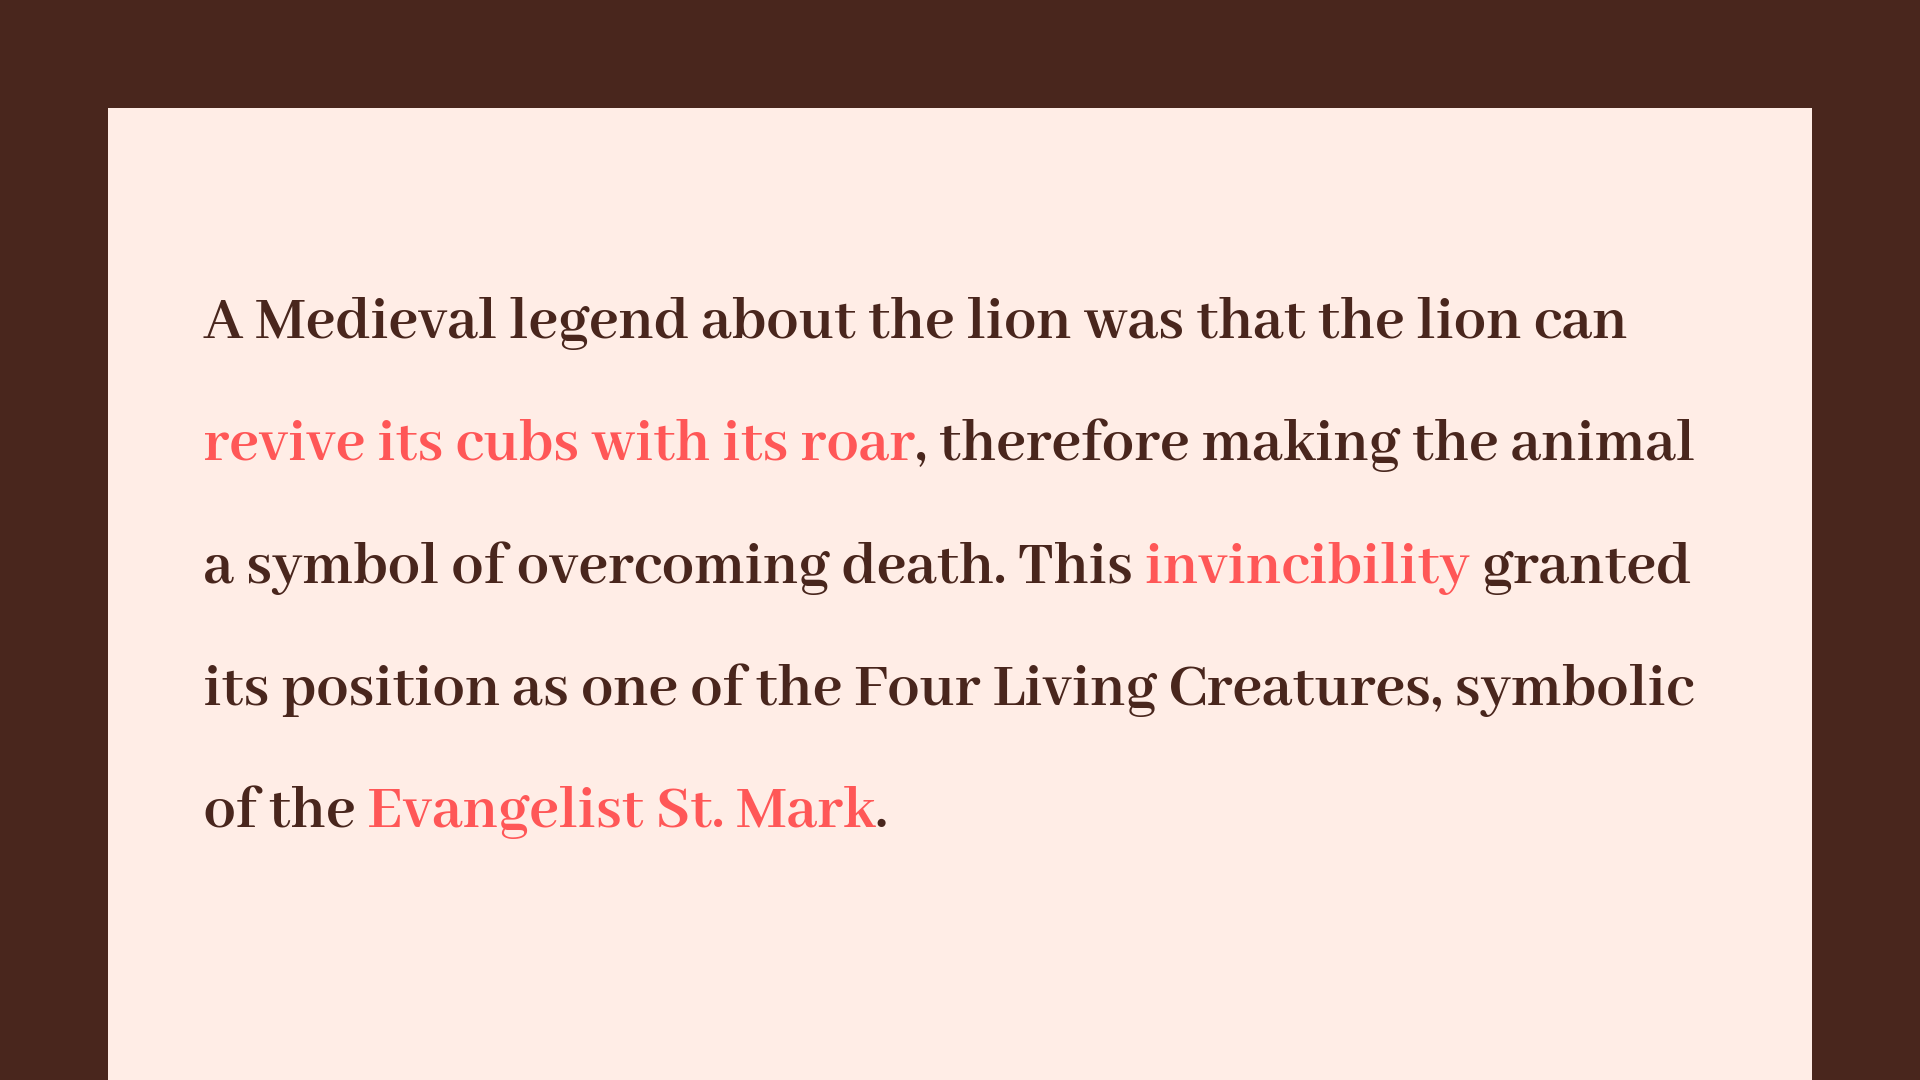 A Medieval legend about the lion was that the lion can
revive its cubs with its roar, therefore making the animal
a symbol of overcoming death. This invincibility granted
its position as one of the Four Living Creatures, symbolic
of the Evangelist St. Mark.